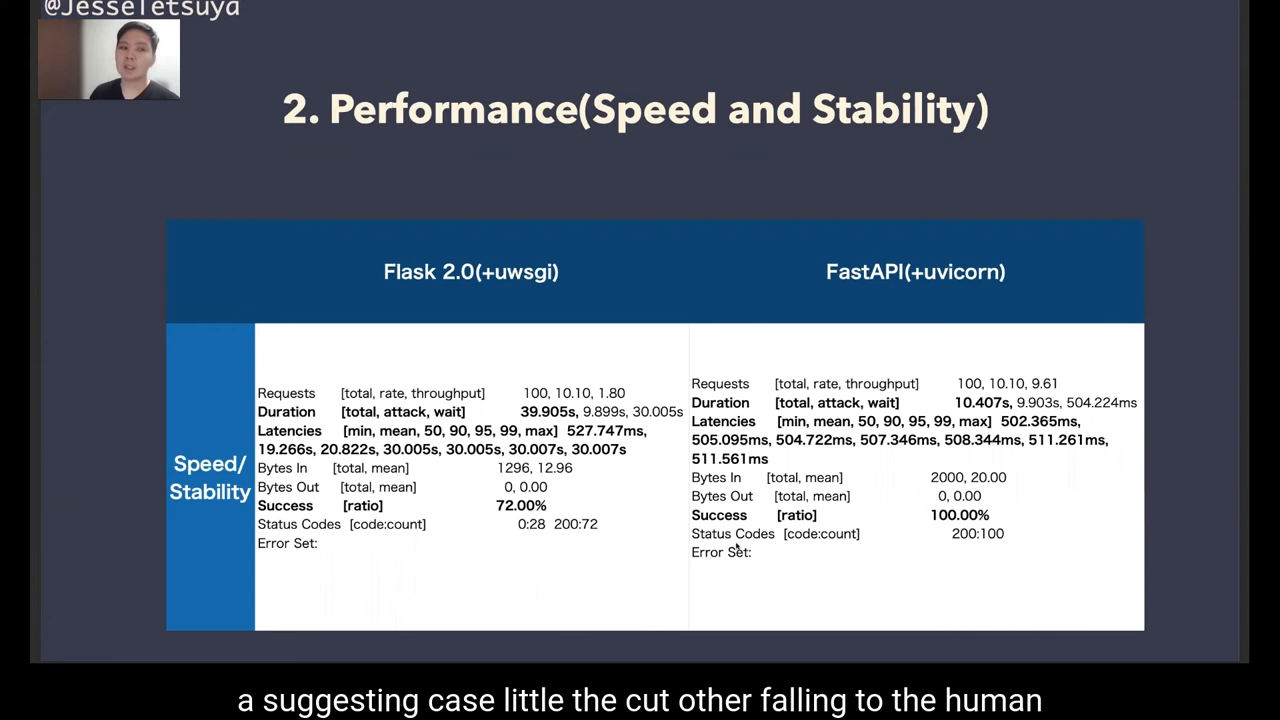 @JesseTetsuya
2. Performance(Speed and Stability)
Flask 2.0(+uwsgi)
FastAPI(+uvicorn)
Speed/
Stability
Requests [total, rate, throughput] 100, 10.10, 1.80
Duration [total, attack, wait] 39.905s, 9.899s, 30.005s
Latencies [min, mean, 50, 90, 95, 99, max] 527.747ms,
19.266s, 20.822s, 30.005s, 30.005s, 30.007s, 30.007s
Bytes In [total, mean] 1296, 12.96
Bytes Out [total, mean] 0, 0.00
Success [ratio] 72.00%
Status Codes [code:count] 0:28 200:72
Error Set:
Requests [total, rate, throughput] 100, 10.10, 9.61
Duration [total, attack, wait] 10.407s, 9.903s, 504.224ms
Latencies [min, mean, 50, 90, 95, 99, max] 502.365ms,
505.095ms, 504.722ms, 507.346ms, 508.344ms, 511.261ms,
511.561ms
Bytes In [total, mean] 2000, 20.00
Bytes Out [total, mean] 0, 0.00
Success [ratio] 100.00%
Status Codes [code:count] 200:100
Error Set:
a suggesting case little the cut other falling to the human